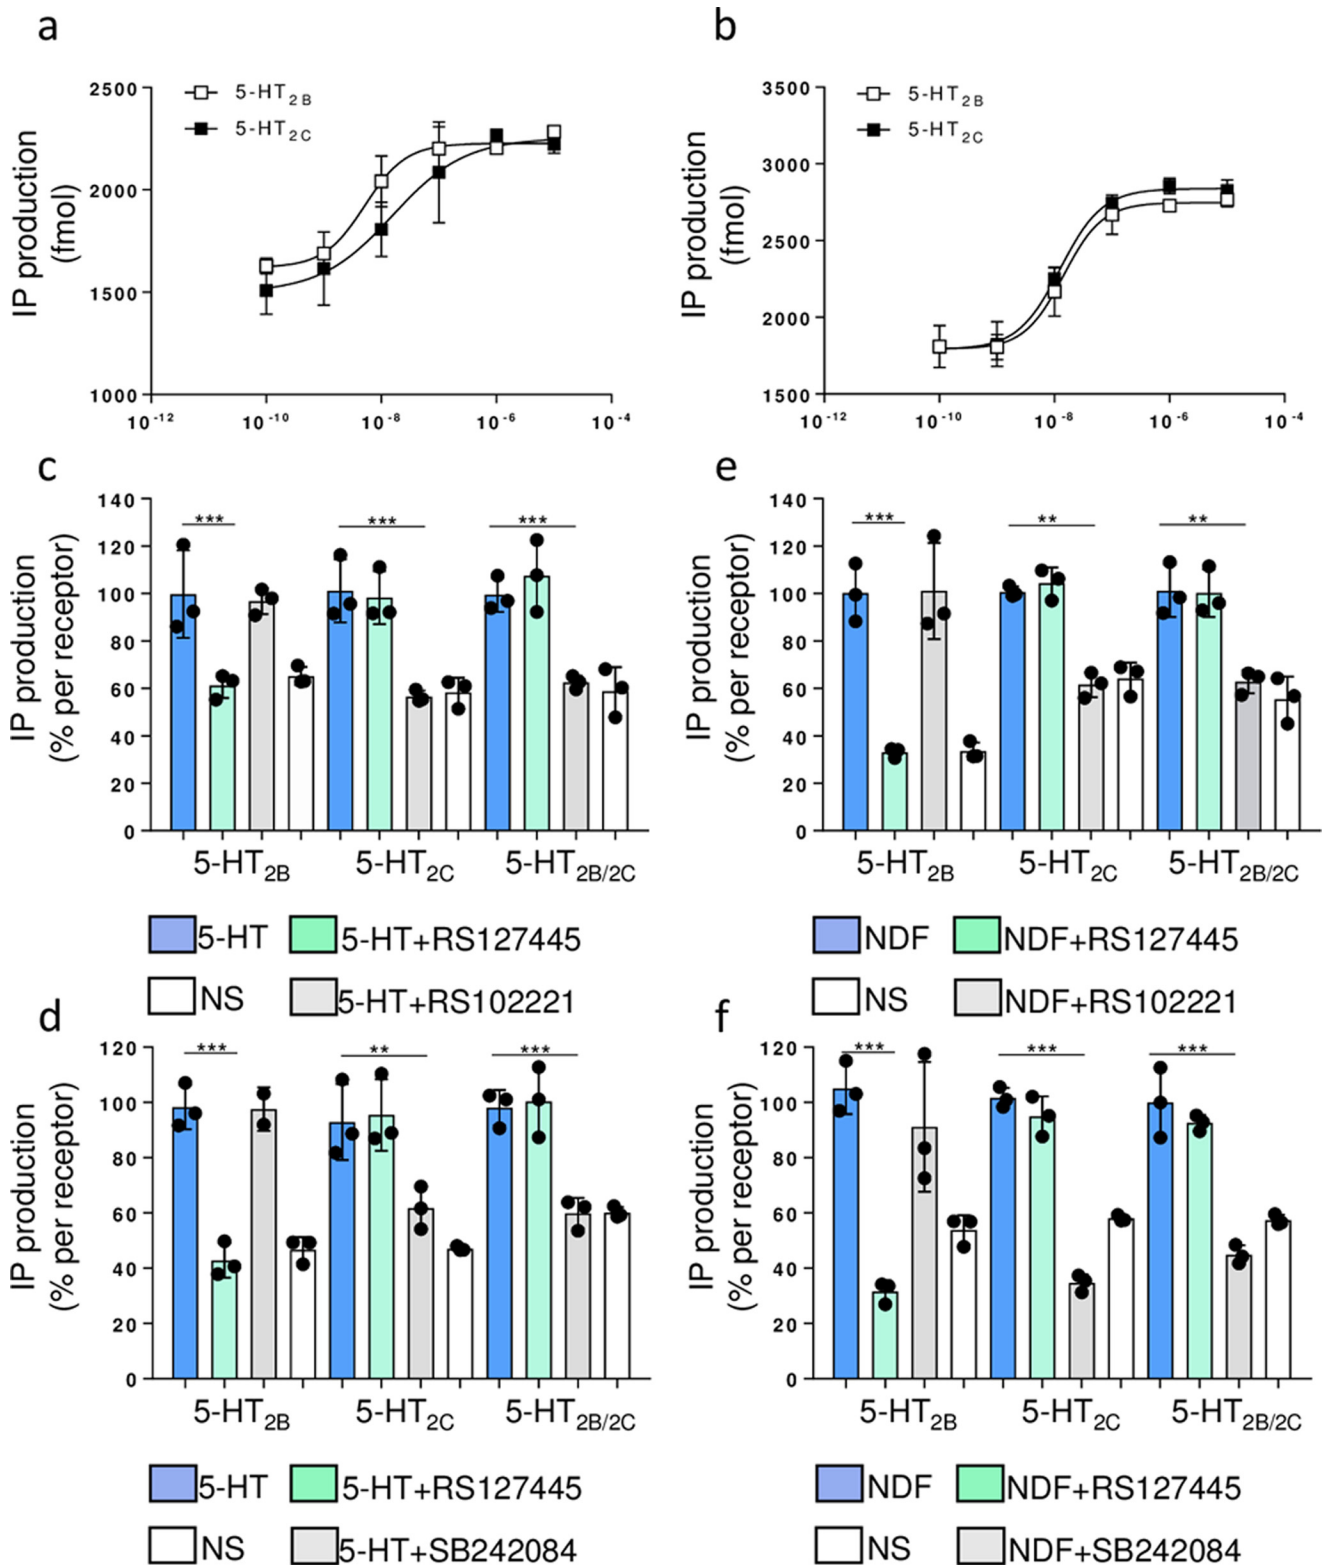 a
5-HT2B
5-HT2C
2500
2000
1500
1000
IP production
(fmol)
10-12
10-10
10-8
10-6
10-4
b
5-HT2B
5-HT2C
3500
3000
2500
2000
1500
IP production
(fmol)
10-12
10-10
10-8
10-6
10-4
c
140
120
100
80
60
40
20
0
IP production
(% per receptor)
***
***
***
5-HT2B
5-HT2C
5-HT2B/2C
5-HT
5-HT+RS127445
NS
5-HT+RS102221
e
140
120
100
80
60
40
20
0
IP production
(% per receptor)
***
**
**
5-HT2B
5-HT2C
5-HT2B/2C
NDF
NDF+RS127445
NS
NDF+RS102221
d
120
100
80
60
40
20
0
IP production
(% per receptor)
***
**
***
5-HT2B
5-HT2C
5-HT2B/2C
5-HT
5-HT+RS127445
NS
5-HT+SB242084
f
120
100
80
60
40
20
0
IP production
(% per receptor)
***
***
***
5-HT2B
5-HT2C
5-HT2B/2C
NDF
NDF+RS127445
NS
NDF+SB242084